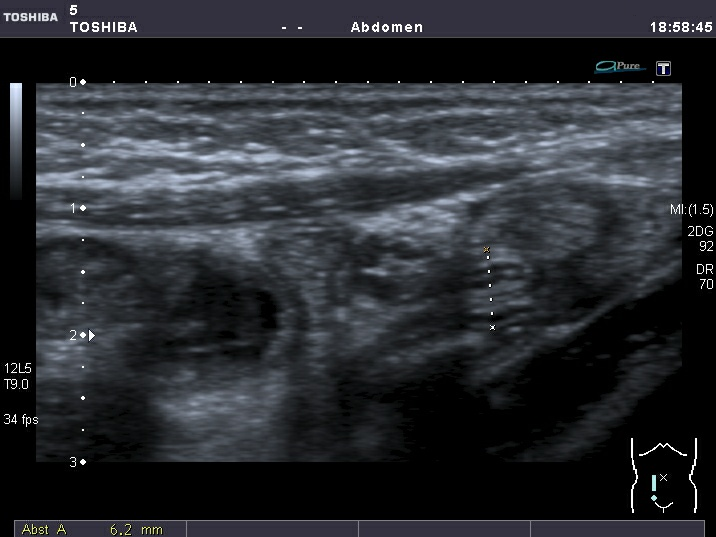 TOSHIBA
5
TOSHIBA
- -
Abdomen
18:58:45
aPure
T
0
1
2
3
MI:(1.5)
2DG
92
DR
70
12L5
T9.0
34 fps
Abst A 6.2 mm